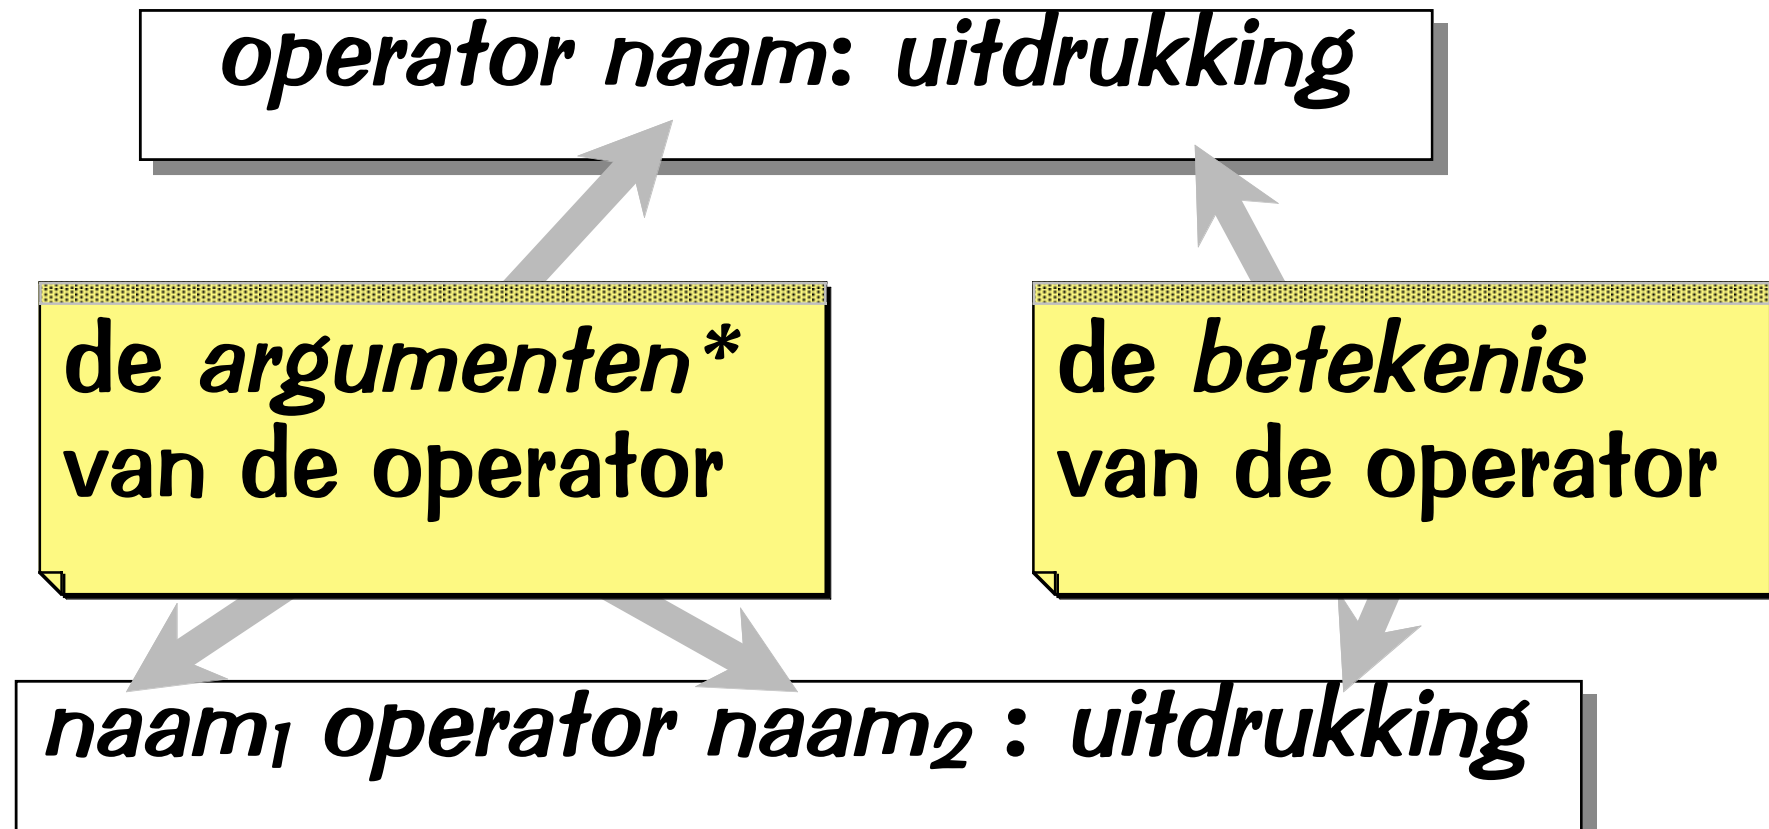 operator naam: uitdrukking
de argumenten*
van de operator
de betekenis
van de operator
naam₁ operator naam₂ : uitdrukking